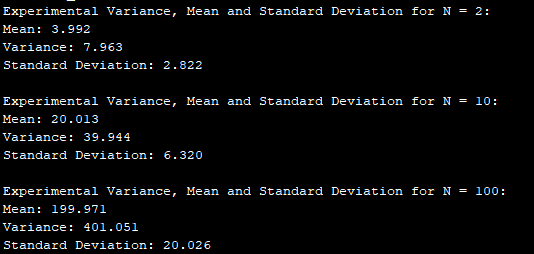 Experimental Variance, Mean and Standard Deviation for N = 2:
Mean: 3.992
Variance: 7.963
Standard Deviation: 2.822
Experimental Variance, Mean and Standard Deviation for N = 10:
Mean: 20.013
Variance: 39.944
Standard Deviation: 6.320
Experimental Variance, Mean and Standard Deviation for N = 100:
Mean: 199.971
Variance: 401.051
Standard Deviation: 20.026